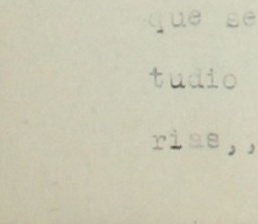 que se
tudio
rias,,